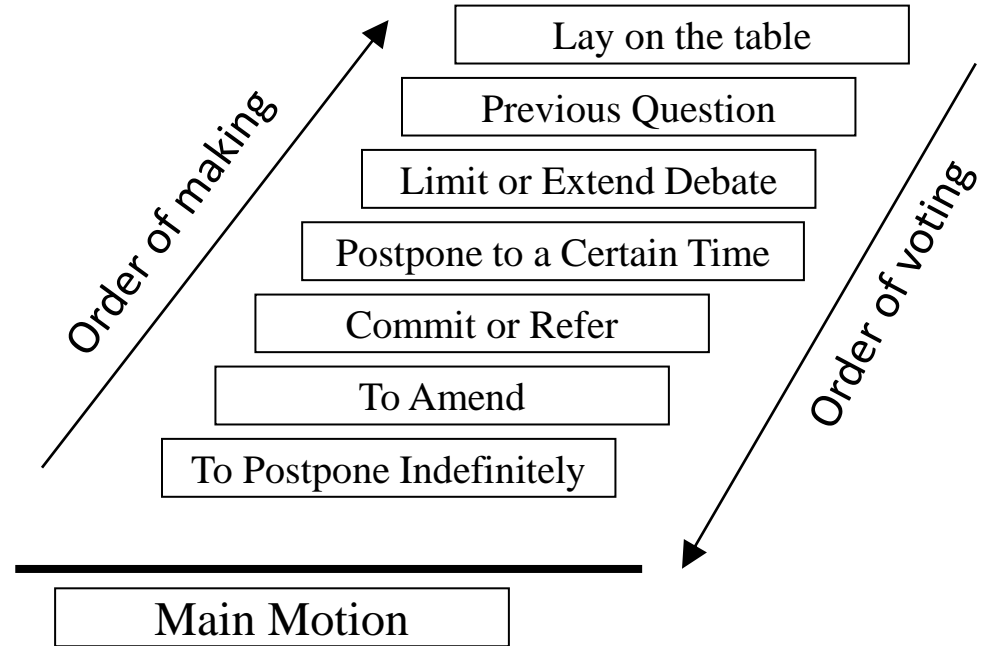 Lay on the table
Previous Question
Limit or Extend Debate
Postpone to a Certain Time
Commit or Refer
To Amend
To Postpone Indefinitely
Main Motion
Order of making
Order of voting